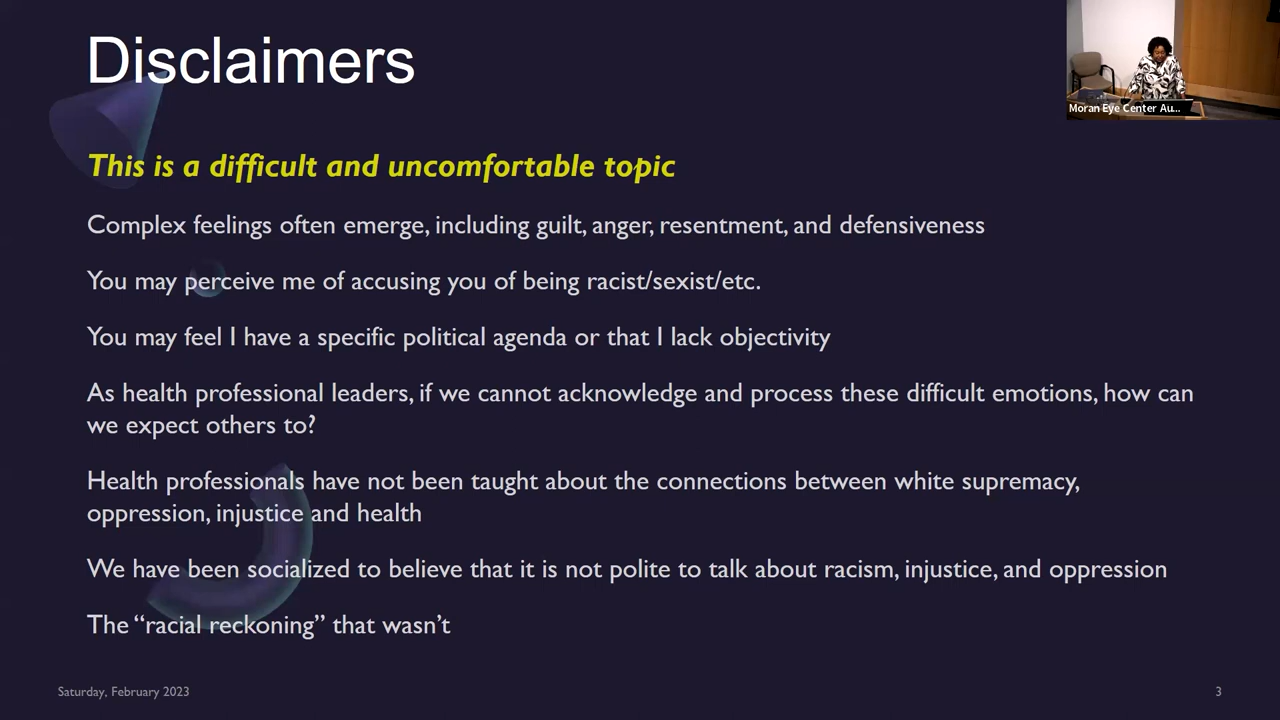 Disclaimers
Moran Eye Center Au...
This is a difficult and uncomfortable topic
Complex feelings often emerge, including guilt, anger, resentment, and defensiveness
You may perceive me of accusing you of being racist/sexist/etc.
You may feel I have a specific political agenda or that I lack objectivity
As health professional leaders, if we cannot acknowledge and process these difficult emotions, how can
we expect others to?
Health professionals have not been taught about the connections between white supremacy,
oppression, injustice and health
We have been socialized to believe that it is not polite to talk about racism, injustice, and oppression
The “racial reckoning” that wasn’t
Saturday, February 2023
3